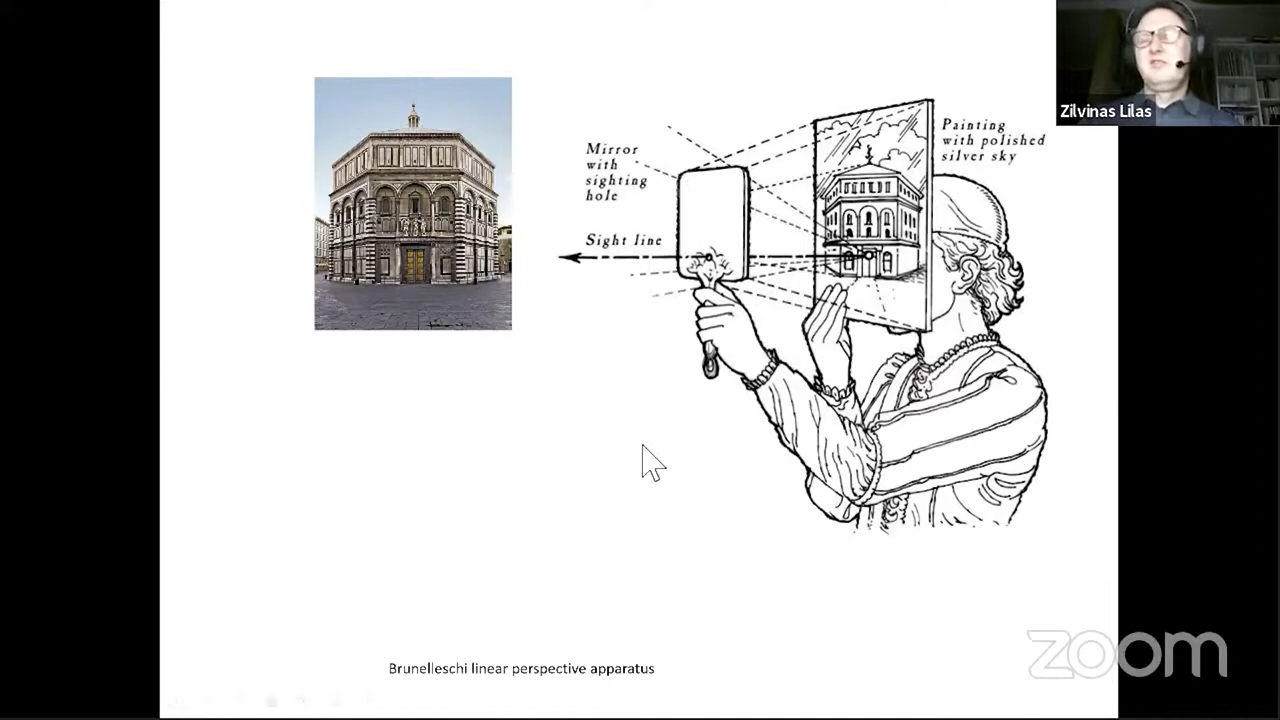 Zilvinas Lilas
Painting
with polished
silver sky
Mirror
with
sighting
hole
Sight line
Brunelleschi linear perspective apparatus
zoom